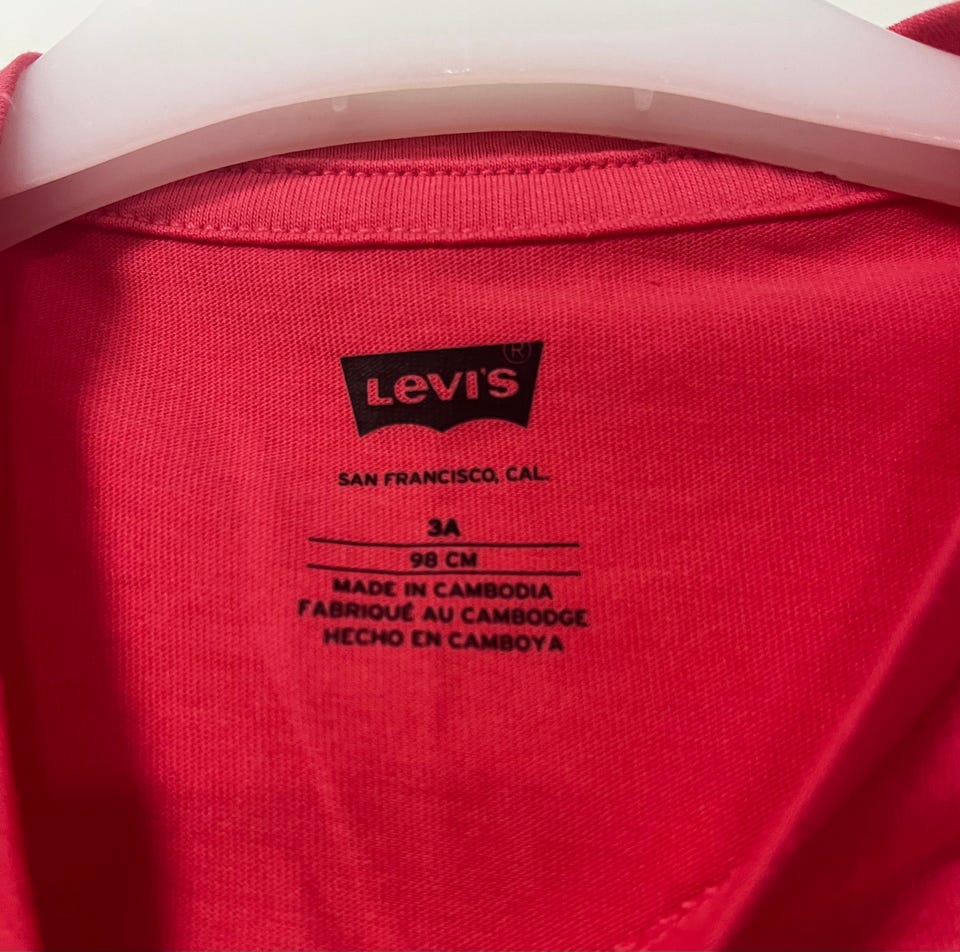 LEVI'S ®
SAN FRANCISCO, CAL.
3A
98 CM
MADE IN CAMBODIA
FABRIQUÉ AU CAMBODGE
HECHO EN CAMBOYA